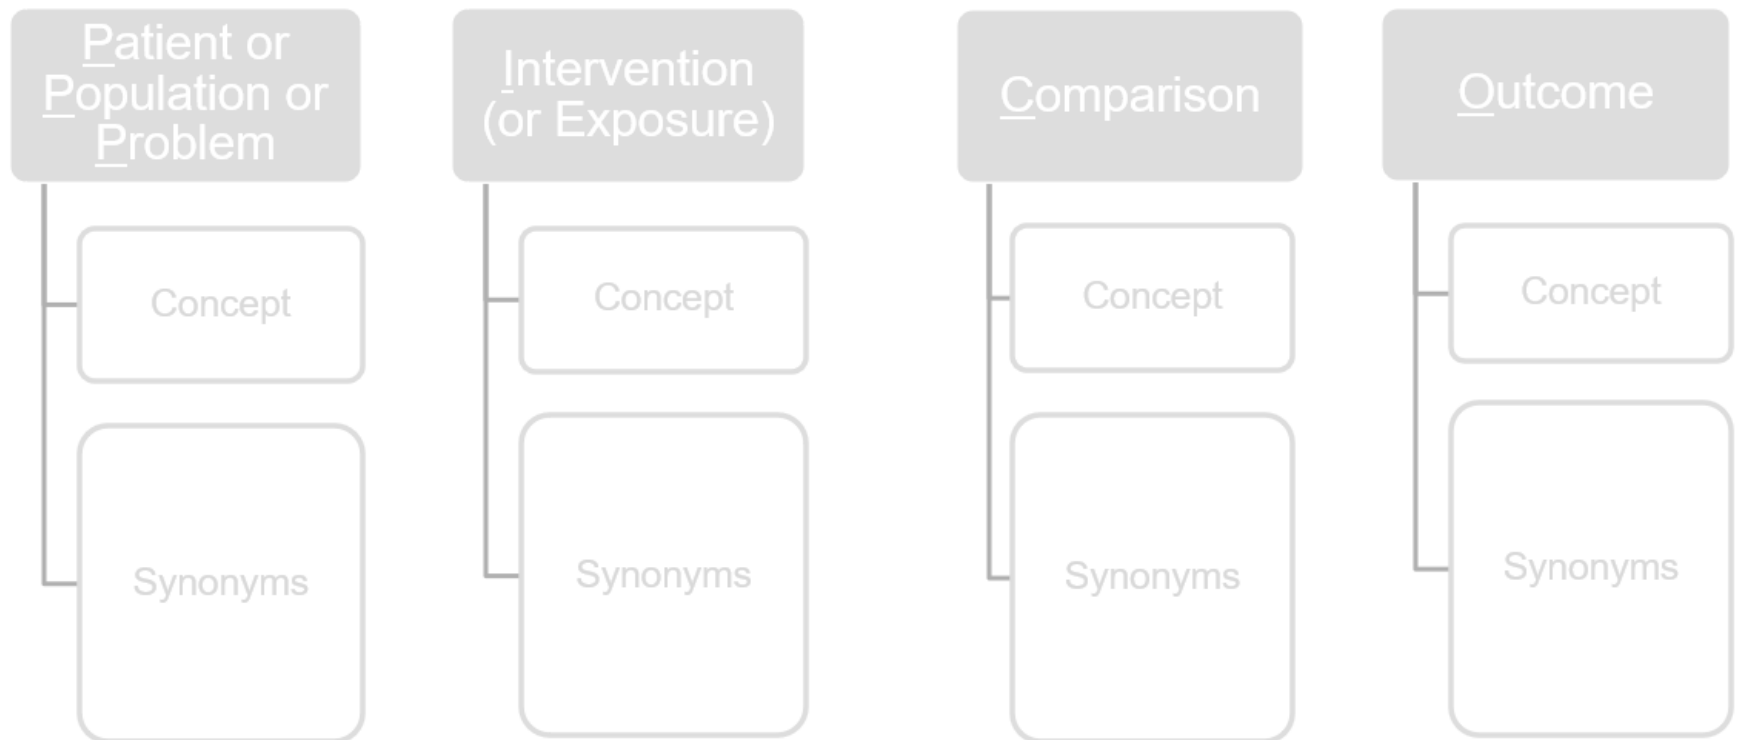 Patient or
Population or
Problem
Concept
Synonyms
Intervention
(or Exposure)
Concept
Synonyms
Comparison
Concept
Synonyms
Outcome
Concept
Synonyms